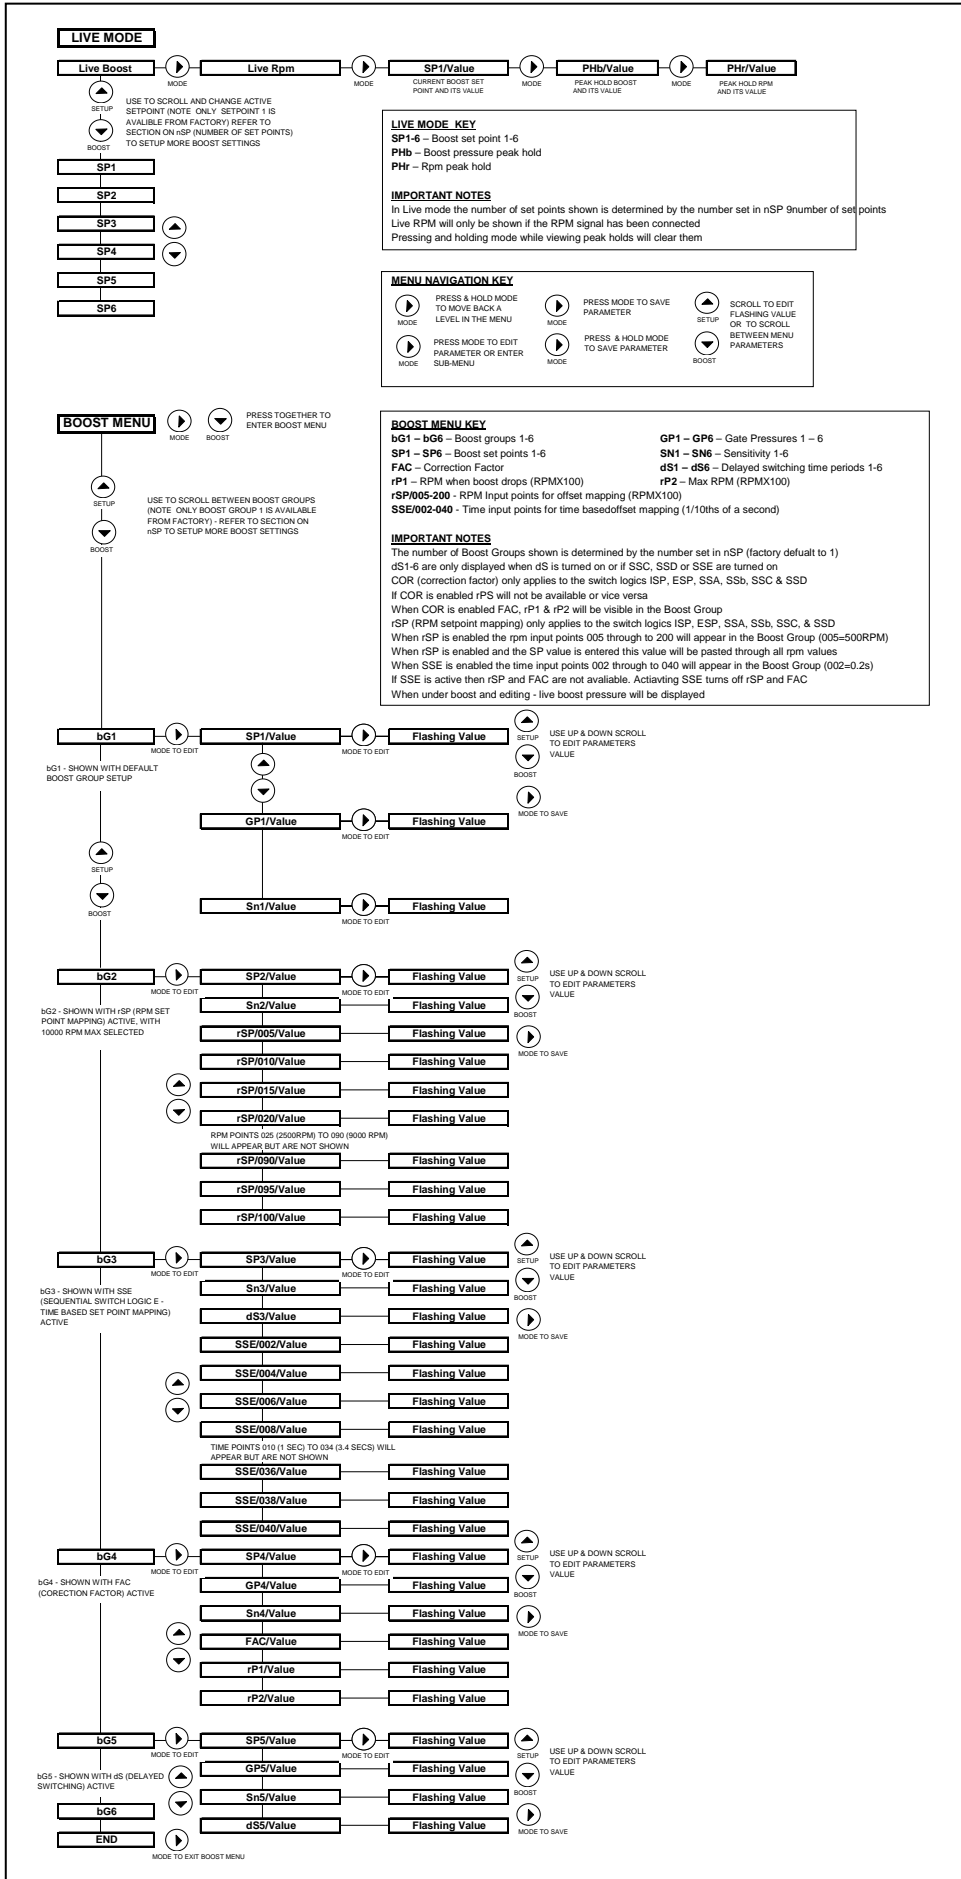 LIVE MODE
Live Boost
MODE
Live Rpm
MODE
SP1/Value
MODE
PHb/Value
MODE
PHr/Value
CURRENT BOOST SET
POINT AND ITS VALUE
PEAK HOLD BOOST
AND ITS VALUE
PEAK HOLD RPM
AND ITS VALUE
SETUP
BOOST
USE TO SCROLL AND CHANGE ACTIVE
SETPOINT (NOTE ONLY SETPOINT 1 IS
AVALIBLE FROM FACTORY) REFER TO
SECTION ON nSP (NUMBER OF SET POINTS)
TO SETUP MORE BOOST SETTINGS
SP1
SP2
SP3
SP4
SP5
SP6
LIVE MODE KEY
SP1-6 – Boost set point 1-6
PHb – Boost pressure peak hold
PHr – Rpm peak hold
IMPORTANT NOTES
In Live mode the number of set points shown is determined by the number set in nSP 9number of set points
Live RPM will only be shown if the RPM signal has been connected
Pressing and holding mode while viewing peak holds will clear them
MENU NAVIGATION KEY
MODE
PRESS & HOLD MODE
TO MOVE BACK A
LEVEL IN THE MENU
MODE
PRESS MODE TO SAVE
PARAMETER
SETUP
BOOST
SCROLL TO EDIT
FLASHING VALUE
OR TO SCROLL
BETWEEN MENU
PARAMETERS
MODE
PRESS MODE TO EDIT
PARAMETER OR ENTER
SUB-MENU
MODE
PRESS & HOLD MODE
TO SAVE PARAMETER
BOOST MENU
MODE
BOOST
PRESS TOGETHER TO
ENTER BOOST MENU
SETUP
BOOST
USE TO SCROLL BETWEEN BOOST GROUPS
(NOTE ONLY BOOST GROUP 1 IS AVAILABLE
FROM FACTORY) - REFER TO SECTION ON
nSP TO SETUP MORE BOOST SETTINGS
BOOST MENU KEY
bG1 – bG6 – Boost groups 1-6
GP1 – GP6 – Gate Pressures 1 – 6
SP1 – SP6 – Boost set points 1-6
SN1 – SN6 – Sensitivity 1-6
FAC – Correction Factor
dS1 – dS6 – Delayed switching time periods 1-6
rP1 – RPM when boost drops (RPMX100)
rP2 – Max RPM (RPMX100)
rSP/005-200 - RPM Input points for offset mapping (RPMX100)
SSE/002-040 - Time input points for time basedoffset mapping (1/10ths of a second)
IMPORTANT NOTES
The number of Boost Groups shown is determined by the number set in nSP (factory defualt to 1)
dS1-6 are only displayed when dS is turned on or if SSC, SSD or SSE are turned on
COR (correction factor) only applies to the switch logics ISP, ESP, SSA, SSb, SSC & SSD
If COR is enabled rPS will not be available or vice versa
When COR is enabled FAC, rP1 & rP2 will be visible in the Boost Group
rSP (RPM setpoint mapping) only applies to the switch logics ISP, ESP, SSA, SSb, SSC, & SSD
When rSP is enabled the rpm input points 005 through to 200 will appear in the Boost Group (005=500RPM)
When rSP is enabled and the SP value is entered this value will be pasted through all rpm values
When SSE is enabled the time input points 002 through to 040 will appear in the Boost Group (002=0.2s)
If SSE is active then rSP and FAC are not avaliable. Actiavting SSE turns off rSP and FAC
When under boost and editing - live boost pressure will be displayed
bG1
MODE TO EDIT
SP1/Value
MODE TO EDIT
Flashing Value
SETUP
BOOST
USE UP & DOWN SCROLL
TO EDIT PARAMETERS
VALUE
MODE TO SAVE
bG1 - SHOWN WITH DEFAULT
BOOST GROUP SETUP
GP1/Value
MODE TO EDIT
Flashing Value
SETUP
BOOST
Sn1/Value
MODE TO EDIT
Flashing Value
bG2
MODE TO EDIT
SP2/Value
MODE TO EDIT
Flashing Value
SETUP
BOOST
USE UP & DOWN SCROLL
TO EDIT PARAMETERS
VALUE
MODE TO SAVE
bG2 - SHOWN WITH rSP (RPM SET
POINT MAPPING) ACTIVE, WITH
10000 RPM MAX SELECTED
Sn2/Value
Flashing Value
rSP/005/Value
Flashing Value
rSP/010/Value
Flashing Value
rSP/015/Value
Flashing Value
rSP/020/Value
Flashing Value
RPM POINTS 025 (2500RPM) TO 090 (9000 RPM)
WILL APPEAR BUT ARE NOT SHOWN
rSP/090/Value
Flashing Value
rSP/095/Value
Flashing Value
rSP/100/Value
Flashing Value
bG3
MODE TO EDIT
SP3/Value
MODE TO EDIT
Flashing Value
SETUP
BOOST
USE UP & DOWN SCROLL
TO EDIT PARAMETERS
VALUE
MODE TO SAVE
bG3 - SHOWN WITH SSE
(SEQUENTIAL SWITCH LOGIC E -
TIME BASED SET POINT MAPPING)
ACTIVE
Sn3/Value
Flashing Value
dS3/Value
Flashing Value
SSE/002/Value
Flashing Value
SSE/004/Value
Flashing Value
SSE/006/Value
Flashing Value
SSE/008/Value
Flashing Value
TIME POINTS 010 (1 SEC) TO 034 (3.4 SECS) WILL
APPEAR BUT ARE NOT SHOWN
SSE/036/Value
Flashing Value
SSE/038/Value
Flashing Value
SSE/040/Value
Flashing Value
bG4
MODE TO EDIT
SP4/Value
MODE TO EDIT
Flashing Value
SETUP
BOOST
USE UP & DOWN SCROLL
TO EDIT PARAMETERS
VALUE
MODE TO SAVE
bG4 - SHOWN WITH FAC
(CORECTION FACTOR) ACTIVE
GP4/Value
Flashing Value
Sn4/Value
Flashing Value
FAC/Value
Flashing Value
rP1/Value
Flashing Value
rP2/Value
Flashing Value
bG5
MODE TO EDIT
SP5/Value
MODE TO EDIT
Flashing Value
SETUP
BOOST
USE UP & DOWN SCROLL
TO EDIT PARAMETERS
VALUE
MODE TO SAVE
bG5 - SHOWN WITH dS (DELAYED
SWITCHING) ACTIVE
GP5/Value
Flashing Value
Sn5/Value
Flashing Value
dS5/Value
Flashing Value
bG6
END
MODE TO EXIT BOOST MENU